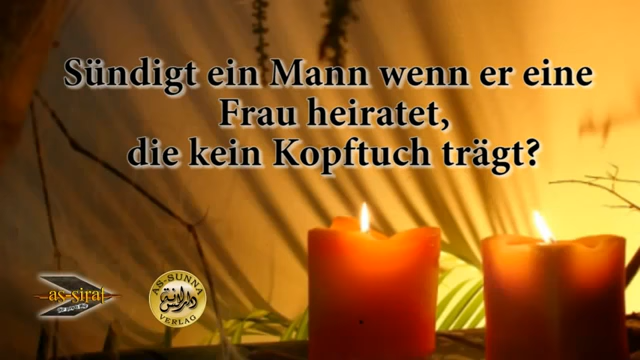 Sündigt ein Mann wenn er eine
Frau heiratet,
die kein Kopftuch trägt?
as-sirat
AS-SUNNA
VERLAG